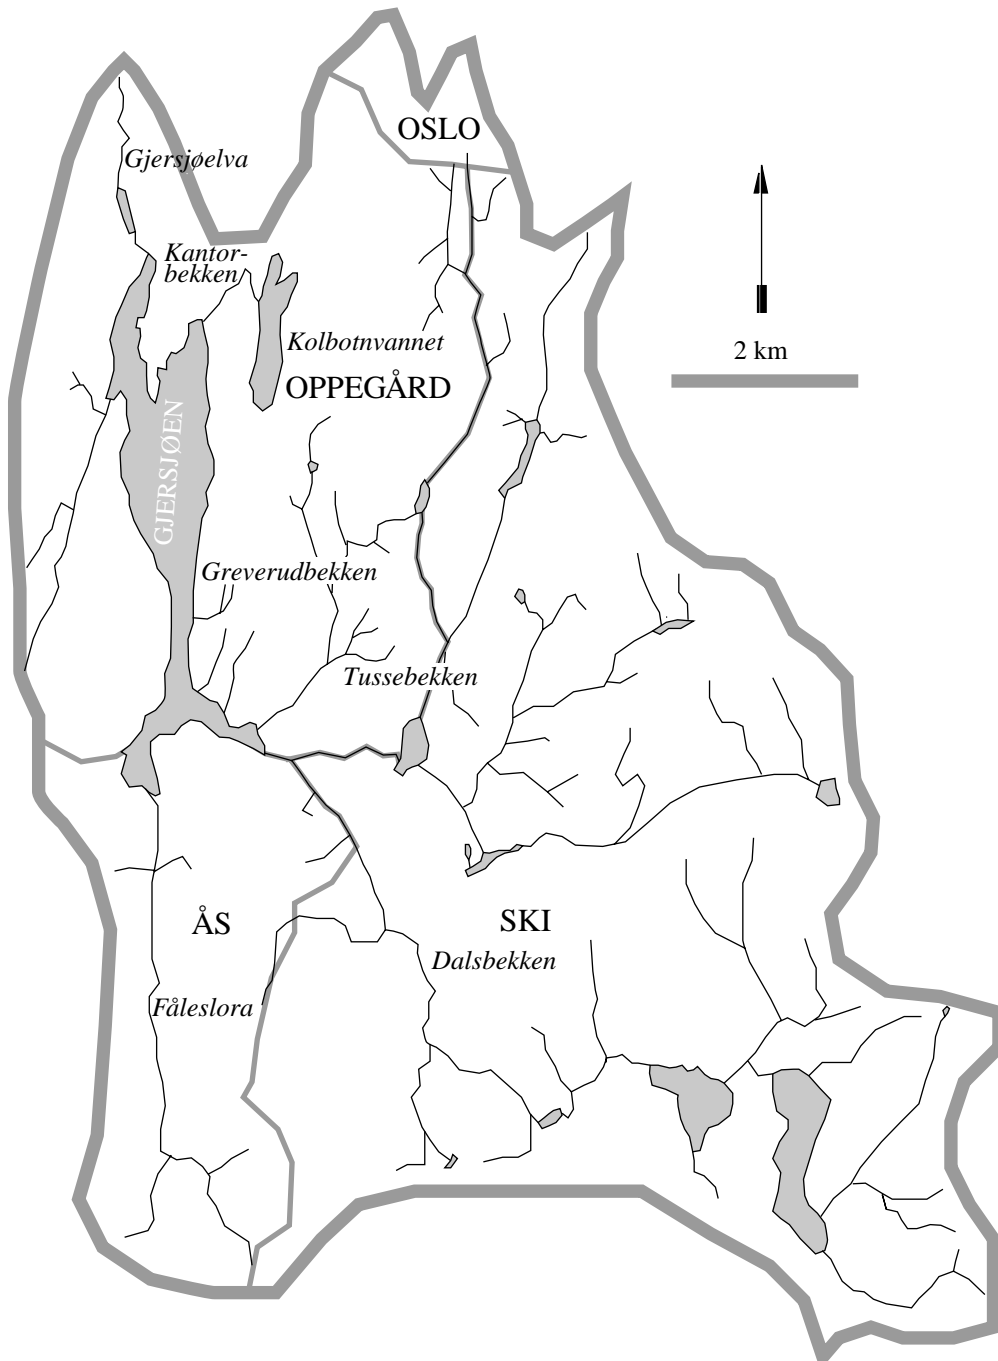 OSLO
Gjersjøelva
Kantor-
bekken
Kolbotnvannet
2 km
OPPEGÅRD
GJERSJØEN
Greverudbekken
Tussebekken
ÅS
SKI
Dalsbekken
Fåleslora